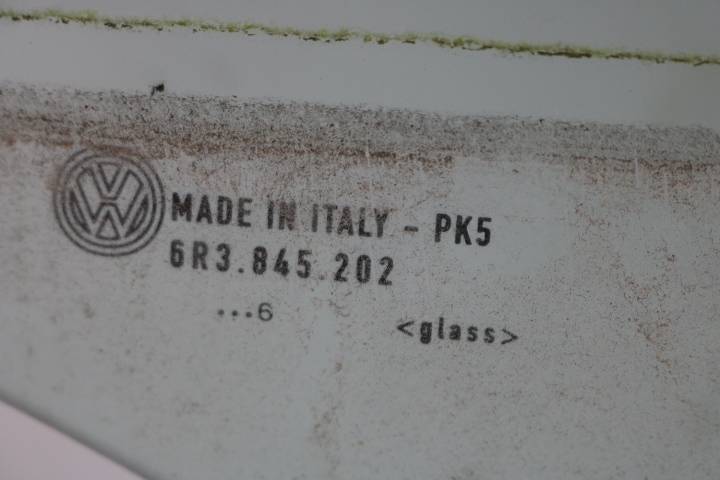 MADE IN ITALY - PK5
6R3.845.202
...6
<glass>